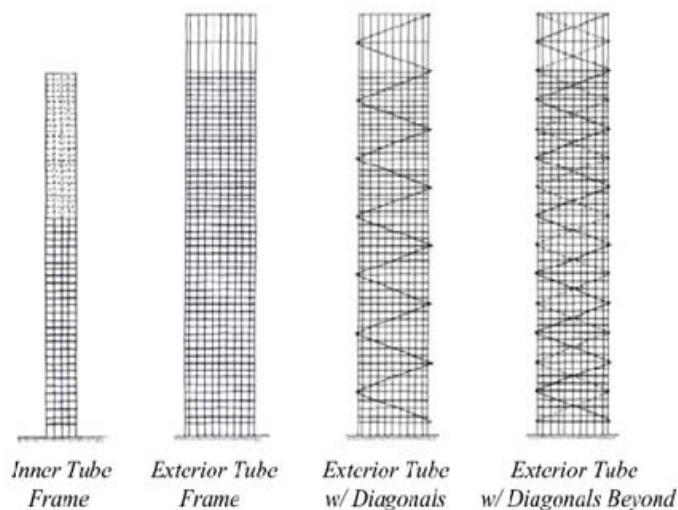 Inner Tube
Frame
Exterior Tube
Frame
Exterior Tube
w/ Diagonals
Exterior Tube
w/ Diagonals Beyond